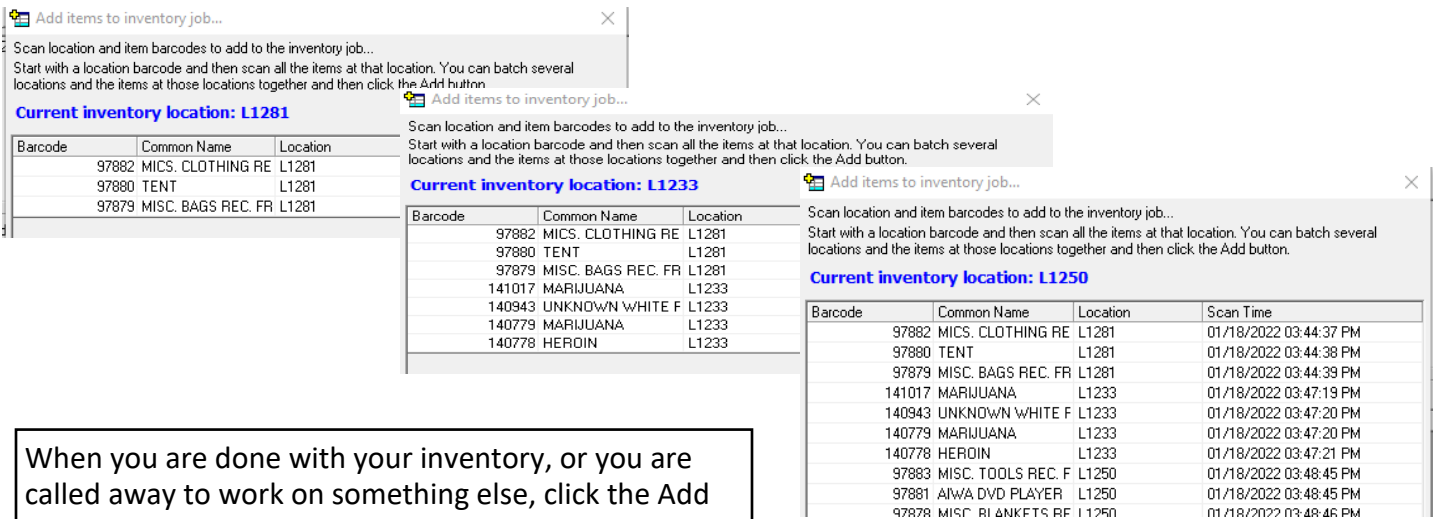 Add items to inventory job...
Scan location and item barcodes to add to the inventory job...
Start with a location barcode and then scan all the items at that location. You can batch several
locations and the items at those locations together and then click the Add button.
Current inventory location: L1281
Barcode Common Name Location
97882 MICS. CLOTHING RE L1281
97880 TENT L1281
97879 MISC. BAGS REC. FR L1281
Add items to inventory job...
Scan location and item barcodes to add to the inventory job...
Start with a location barcode and then scan all the items at that location. You can batch several
locations and the items at those locations together and then click the Add button.
Current inventory location: L1233
Barcode Common Name Location
97882 MICS. CLOTHING RE L1281
97880 TENT L1281
97879 MISC. BAGS REC. FR L1281
141017 MARIJUANA L1233
140943 UNKNOWN WHITE F L1233
140779 MARIJUANA L1233
140778 HEROIN L1233
Add items to inventory job...
Scan location and item barcodes to add to the inventory job...
Start with a location barcode and then scan all the items at that location. You can batch several
locations and the items at those locations together and then click the Add button.
Current inventory location: L1250
Barcode Common Name Location Scan Time
97882 MICS. CLOTHING RE L1281 01/18/2022 03:44:37 PM
97880 TENT L1281 01/18/2022 03:44:38 PM
97879 MISC. BAGS REC. FR L1281 01/18/2022 03:44:39 PM
141017 MARIJUANA L1233 01/18/2022 03:47:19 PM
140943 UNKNOWN WHITE F L1233 01/18/2022 03:47:20 PM
140779 MARIJUANA L1233 01/18/2022 03:47:20 PM
140778 HEROIN L1233 01/18/2022 03:47:21 PM
97883 MISC. TOOLS REC. F L1250 01/18/2022 03:48:45 PM
97881 AIWA DVD PLAYER L1250 01/18/2022 03:48:45 PM
97878 MISC. BLANKETS RE L1250 01/18/2022 03:48:46 PM
When you are done with your inventory, or you are
called away to work on something else, click the Add